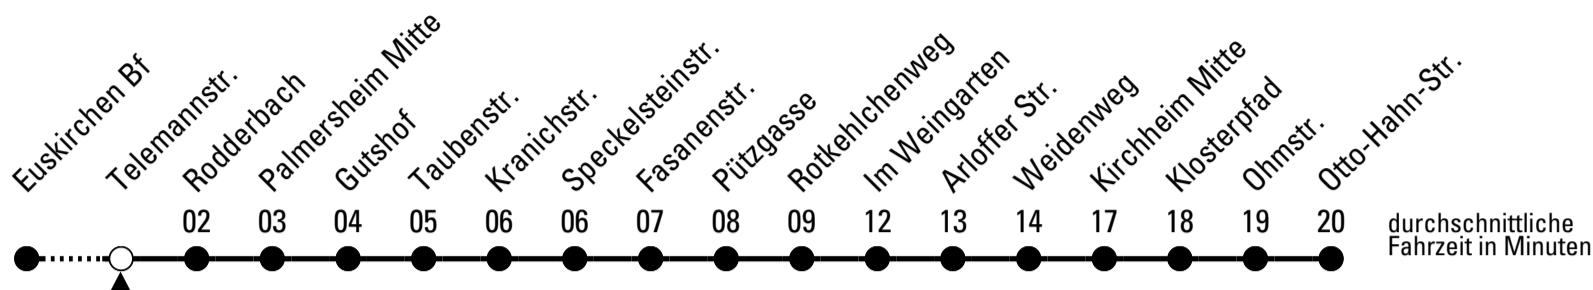 Euskirchen Bf
Telemannstr.
Rodderbach
Palmersheim Mitte
Gutshof
Taubenstr.
Kranichstr.
Speckelsteinstr.
Fasanenstr.
Pützgasse
Rotkehlchenweg
Im Weingarten
Arloffer Str.
Weidenweg
Kirchheim Mitte
Klosterpfad
Ohmstr.
Otto-Hahn-Str.
02 03 04 05 06 06 07 08 09 12 13 14 17 18 19 20
durchschnittliche
Fahrzeit in Minuten